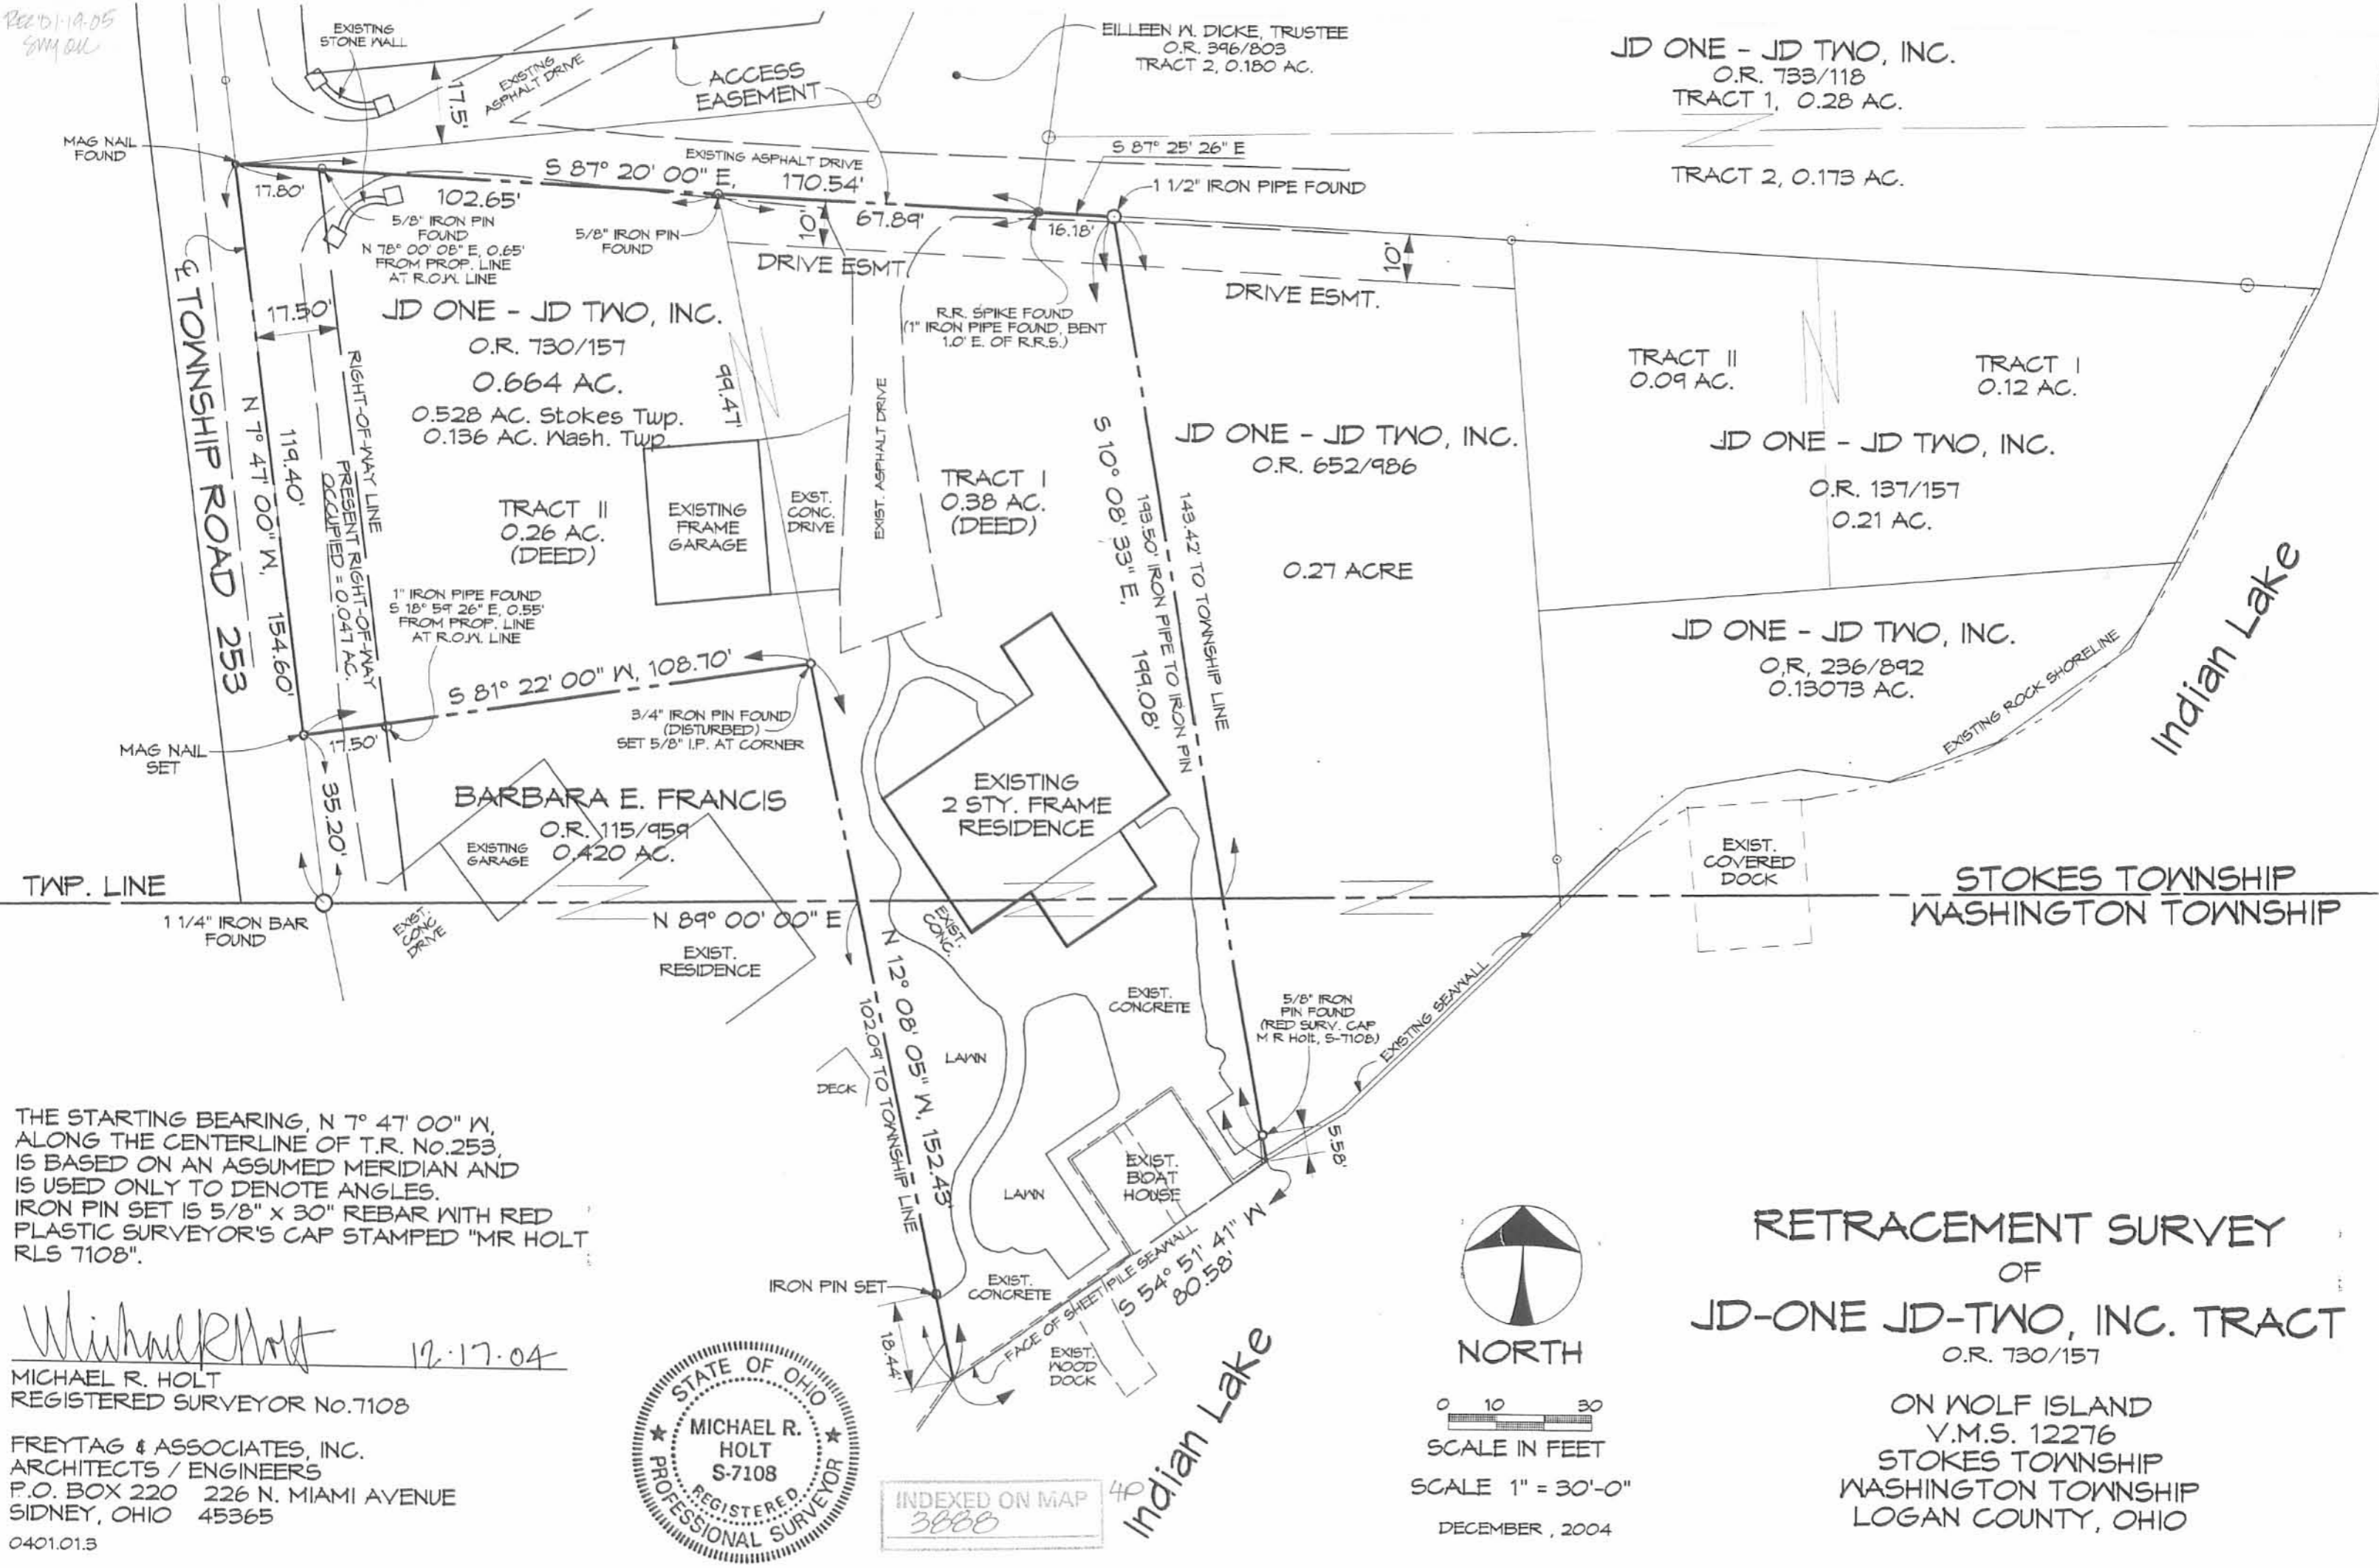 REC'D 1-19-05
EXISTING
STONE WALL
EXISTING
ASPHALT DRIVE
17.5'
ACCESS
EASEMENT
EILLEEN W. DICKE, TRUSTEE
O.R. 396/803
TRACT 2, 0.180 AC.
JD ONE - JD TWO, INC.
O.R. 733/118
TRACT 1, 0.28 AC.
TRACT 2, 0.173 AC.
MAG NAIL
FOUND
17.80'
S 87° 20' 00" E,
EXISTING ASPHALT DRIVE
170.54'
S 87° 25' 26" E
1 1/2" IRON PIPE FOUND
102.65'
5/8" IRON PIN
FOUND
N 78° 00' 08" E, 0.65'
FROM PROP. LINE
AT R.O.W. LINE
5/8" IRON PIN
FOUND
10'
67.89'
16.18'
DRIVE ESMT.
10'
DRIVE ESMT.
R.R. SPIKE FOUND
(1" IRON PIPE FOUND, BENT
1.0' E. OF R.R.S.)
℄ TOWNSHIP ROAD 253
17.50'
N 7° 47' 00" W, 154.60'
119.40'
RIGHT-OF-WAY LINE
PRESENT RIGHT-OF-WAY
OCCUPIED = 0.047 AC.
JD ONE - JD TWO, INC.
O.R. 730/157
0.664 AC.
0.528 AC. Stokes Twp.
0.136 AC. Wash. Twp.
99.47'
TRACT II
0.26 AC.
(DEED)
EXISTING
FRAME
GARAGE
EXST.
CONC.
DRIVE
EXIST. ASPHALT DRIVE
TRACT I
0.38 AC.
(DEED)
S 10° 08' 33" E, 199.08'
193.50' IRON PIPE TO IRON PIN
143.42' TO TOWNSHIP LINE
JD ONE - JD TWO, INC.
O.R. 652/986
0.27 ACRE
TRACT II
0.09 AC.
TRACT I
0.12 AC.
JD ONE - JD TWO, INC.
O.R. 137/157
0.21 AC.
JD ONE - JD TWO, INC.
O,R, 236/892
0.13073 AC.
EXISTING ROCK SHORELINE
Indian Lake
1" IRON PIPE FOUND
S 18° 59' 26" E, 0.55'
FROM PROP. LINE
AT R.O.W. LINE
S 81° 22' 00" W, 108.70'
3/4" IRON PIN FOUND
(DISTURBED)
SET 5/8" I.P. AT CORNER
MAG NAIL
SET
17.50'
35.20'
BARBARA E. FRANCIS
O.R. 115/959
0.420 AC.
EXISTING
GARAGE
EXISTING
2 STY. FRAME
RESIDENCE
EXIST.
COVERED
DOCK
TWP. LINE
STOKES TOWNSHIP
WASHINGTON TOWNSHIP
1 1/4" IRON BAR
FOUND
EXIST.
CONC.
DRIVE
N 89° 00' 00" E
EXIST.
RESIDENCE
EXIST.
CONC.
N 12° 08' 05" W, 152.43'
102.09' TO TOWNSHIP LINE
EXIST.
CONCRETE
5/8" IRON
PIN FOUND
(RED SURV. CAP
M R Holt, S-7108)
EXISTING SEAWALL
LAWN
DECK
5.58'
EXIST.
BOAT
HOUSE
LAWN
S 54° 51' 41" W
80.58'
FACE OF SHEET PILE SEAWALL
IRON PIN SET
EXIST.
CONCRETE
18.44'
EXIST.
WOOD
DOCK
Indian Lake
THE STARTING BEARING, N 7° 47' 00" W,
ALONG THE CENTERLINE OF T.R. No.253,
IS BASED ON AN ASSUMED MERIDIAN AND
IS USED ONLY TO DENOTE ANGLES.
IRON PIN SET IS 5/8" X 30" REBAR WITH RED
PLASTIC SURVEYOR'S CAP STAMPED "MR HOLT
RLS 7108".
Michael R Holt 12-17-04
MICHAEL R. HOLT
REGISTERED SURVEYOR No.7108
FREYTAG & ASSOCIATES, INC.
ARCHITECTS / ENGINEERS
P.O. BOX 220 226 N. MIAMI AVENUE
SIDNEY, OHIO 45365
0401.01.3
STATE OF OHIO
MICHAEL R.
HOLT
S-7108
REGISTERED
PROFESSIONAL SURVEYOR
INDEXED ON MAP
3888
4P
NORTH
0 10 30
SCALE IN FEET
SCALE 1" = 30'-0"
DECEMBER , 2004
RETRACEMENT SURVEY
OF
JD-ONE JD-TWO, INC. TRACT
O.R. 730/157
ON WOLF ISLAND
V.M.S. 12276
STOKES TOWNSHIP
WASHINGTON TOWNSHIP
LOGAN COUNTY, OHIO